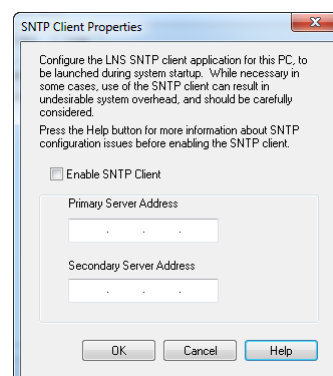 SNTP Client Properties
Configure the LNS SNTP client application for this PC, to
be launched during system startup. While necessary in
some cases, use of the SNTP client can result in
undesirable system overhead, and should be carefully
considered.
Press the Help button for more information about SNTP
configuration issues before enabling the SNTP client.
Enable SNTP Client
Primary Server Address
. . .
Secondary Server Address
. . .
OK Cancel Help